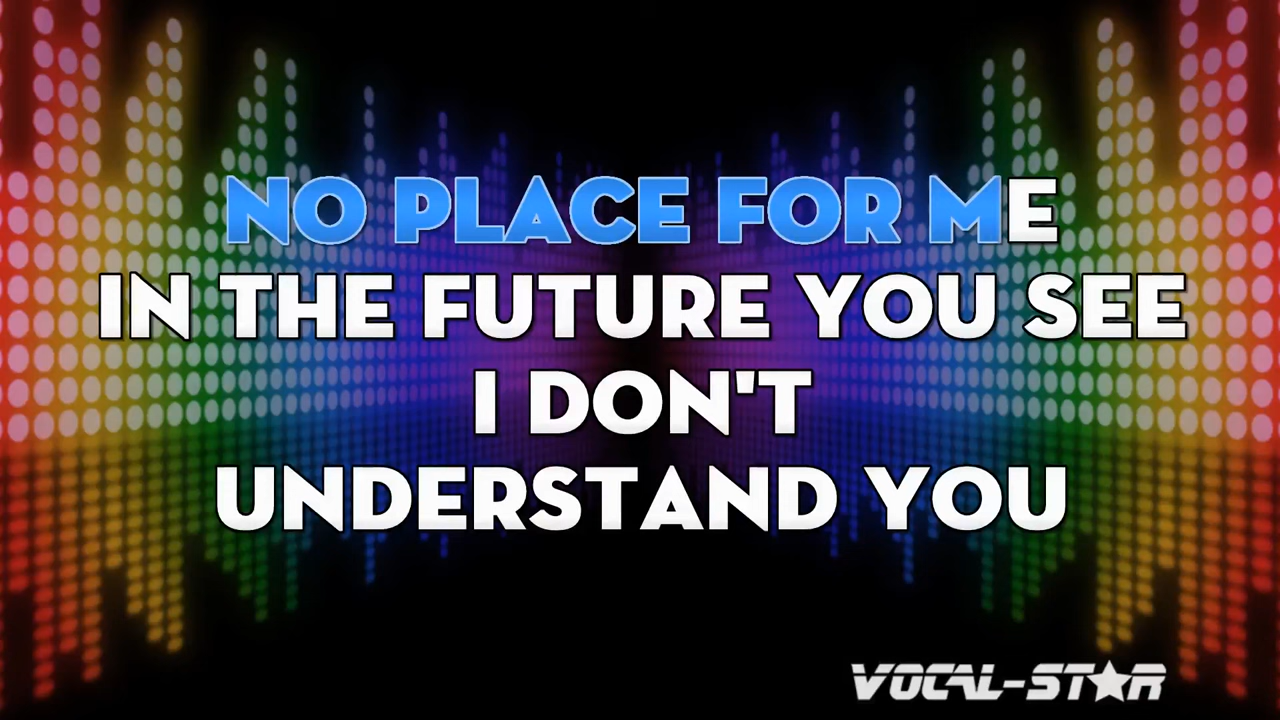 NO PLACE FOR ME
IN THE FUTURE YOU SEE
I DON'T
UNDERSTAND YOU
VOCAL-STAR